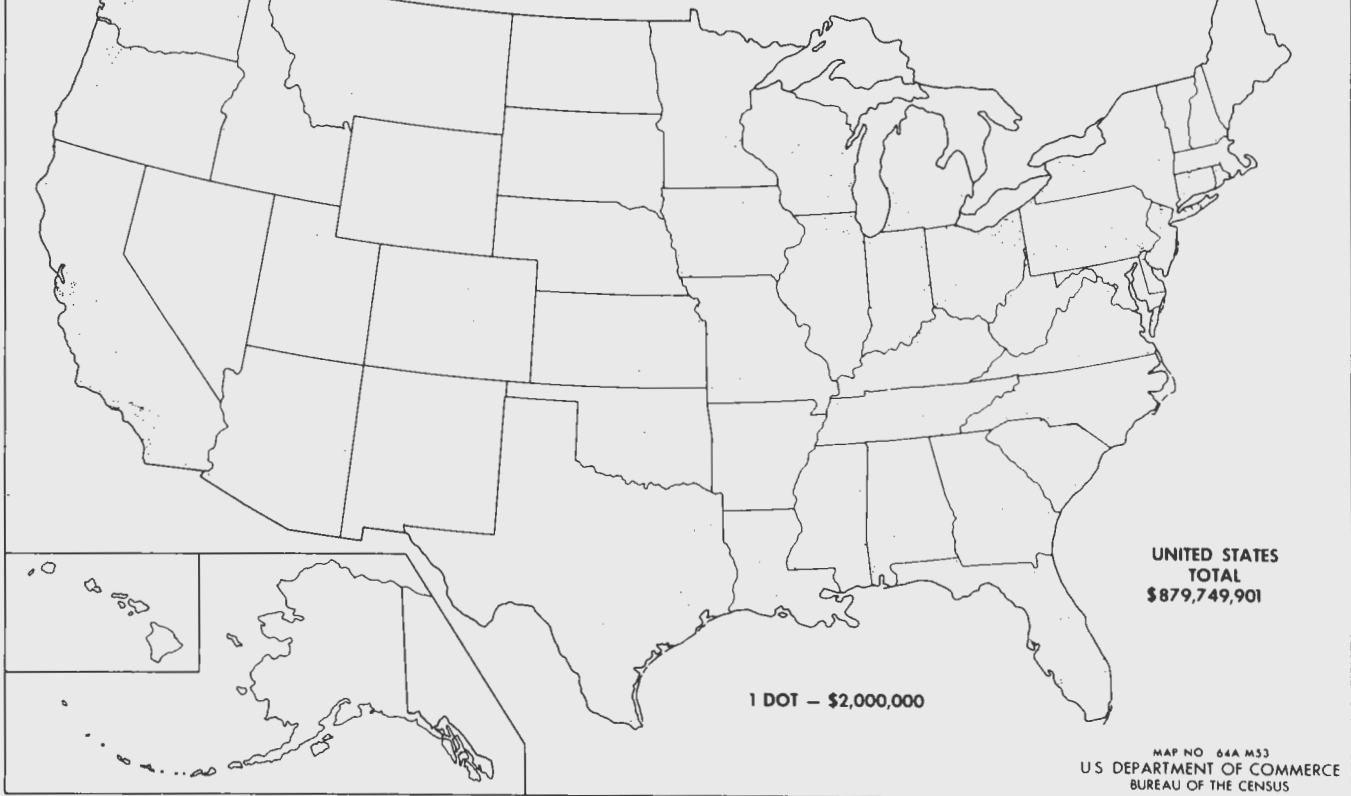 UNITED STATES
TOTAL
$879,749,901
1 DOT — $2,000,000
MAP NO 64A M53
U S DEPARTMENT OF COMMERCE
BUREAU OF THE CENSUS